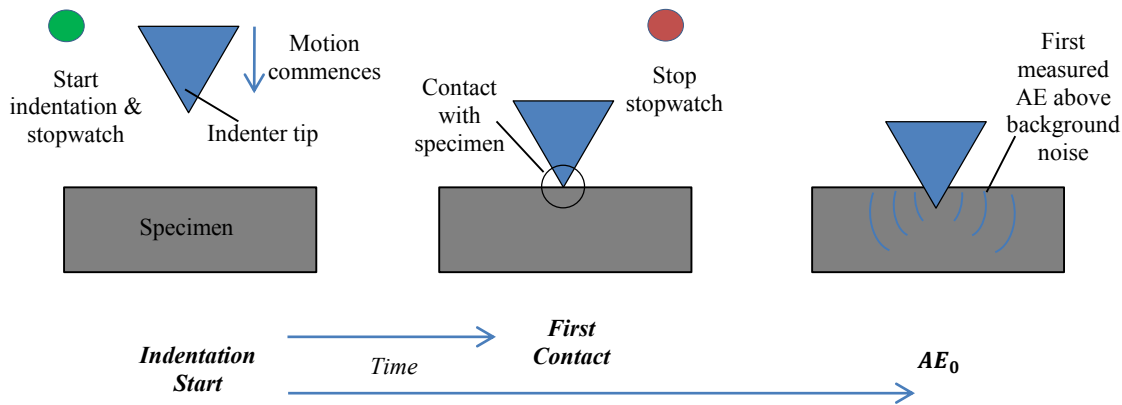 Start
indentation &
stopwatch
Motion
commences
Indenter tip
Specimen
Contact
with
specimen
Stop
stopwatch
First
measured
AE above
background
noise
Indentation
Start
Time
First
Contact
AE₀